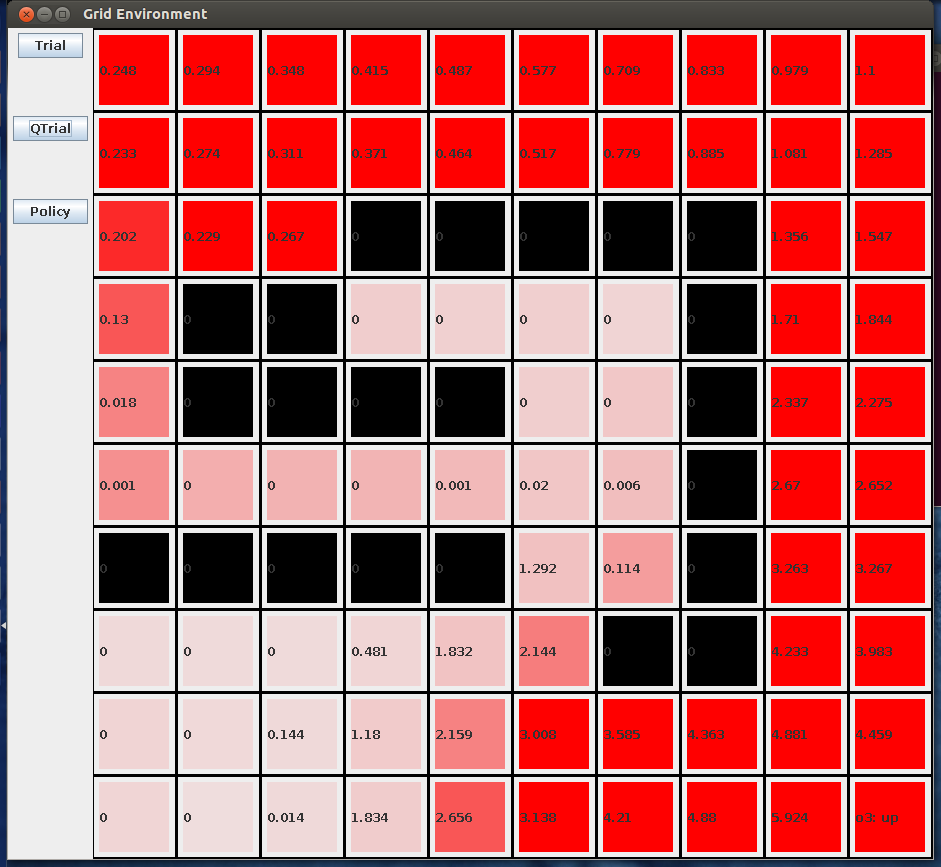 Grid Environment
Trial
0.248 0.294 0.348 0.415 0.487 0.577 0.709 0.833 0.979 1.1
QTrial
0.233 0.274 0.311 0.371 0.464 0.517 0.779 0.885 1.081 1.285
Policy
0.202 0.229 0.267 0 0 0 0 0 1.356 1.547
0.13 0 0 0 0 0 0 0 1.71 1.844
0.018 0 0 0 0 0 0 0 2.337 2.275
0.001 0 0 0 0.001 0.02 0.006 0 2.67 2.652
0 0 0 0 0 1.292 0.114 0 3.263 3.267
0 0 0 0.481 1.832 2.144 0 0 4.233 3.983
0 0 0.144 1.18 2.159 3.008 3.585 4.363 4.881 4.459
0 0 0.014 1.834 2.656 3.138 4.21 4.88 5.924 o3: up